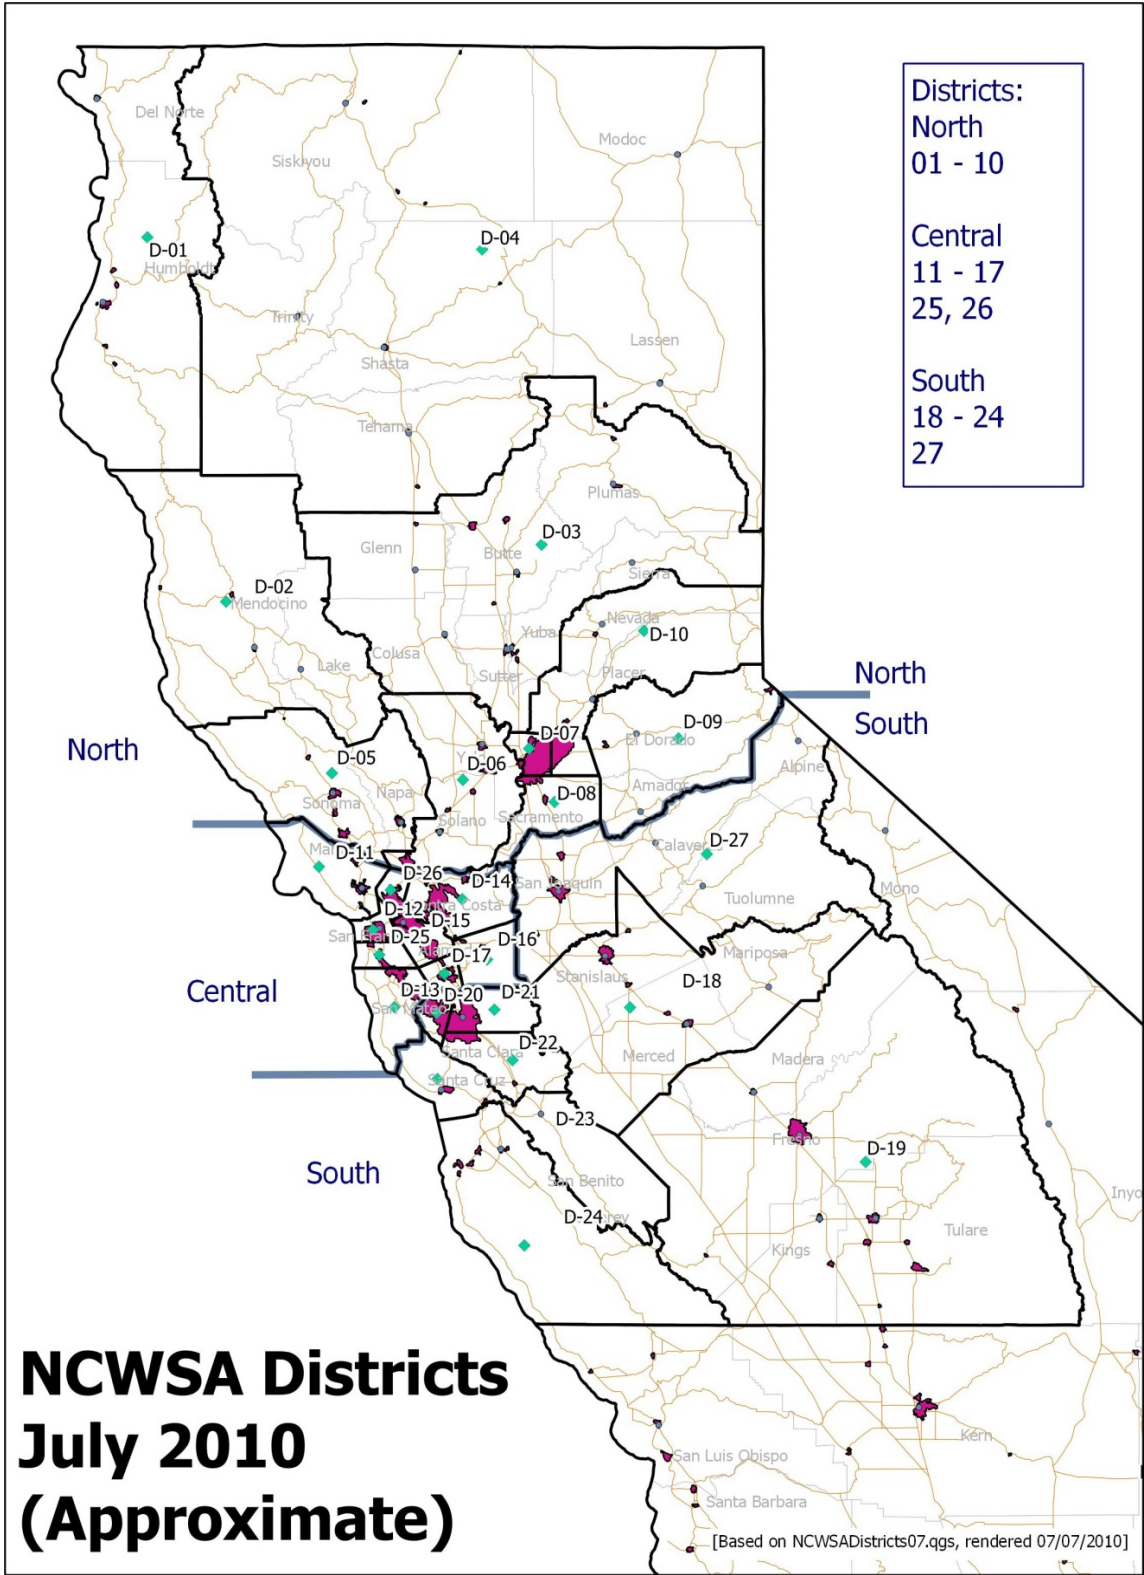 Districts:
North
01 - 10
Central
11 - 17
25, 26
South
18 - 24
27
Del Norte
Siskiyou
Modoc
D-01
Humboldt
D-04
Trinity
Shasta
Lassen
Tehama
Plumas
Glenn
Butte
D-03
Sierra
D-02
Mendocino
Nevada
D-10
Yuba
Colusa
Lake
Sutter
Placer
North
South
North
D-05
D-06
D-07
D-09
El Dorado
Alpine
Sonoma
Napa
D-08
Amador
Solano
Sacramento
D-11
D-26
D-14
Calaveras
D-27
San Joaquin
Tuolumne
Mono
D-12
D-15
Costa
D-25
D-16
D-17
Mariposa
Central
D-13
D-20
D-21
Stanislaus
D-18
San Mateo
Santa Clara
D-22
Merced
Madera
Santa Cruz
D-23
Fresno
D-19
South
San Benito
D-24
Kings
Tulare
Inyo
NCWSA Districts
July 2010
(Approximate)
San Luis Obispo
Kern
Santa Barbara
[Based on NCWSADistricts07.qgs, rendered 07/07/2010]